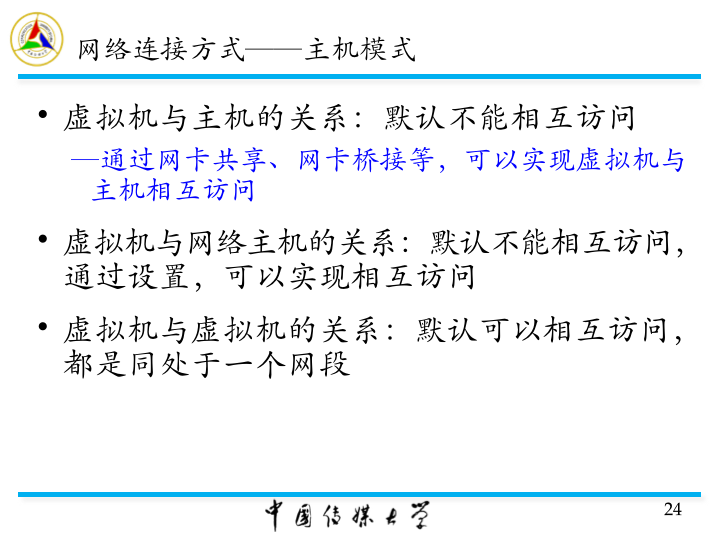 网络连接方式——主机模式
• 虚拟机与主机的关系：默认不能相互访问
—通过网卡共享、网卡桥接等，可以实现虚拟机与
主机相互访问
• 虚拟机与网络主机的关系：默认不能相互访问，
通过设置，可以实现相互访问
• 虚拟机与虚拟机的关系：默认可以相互访问，
都是同处于一个网段
中国传媒大学
24